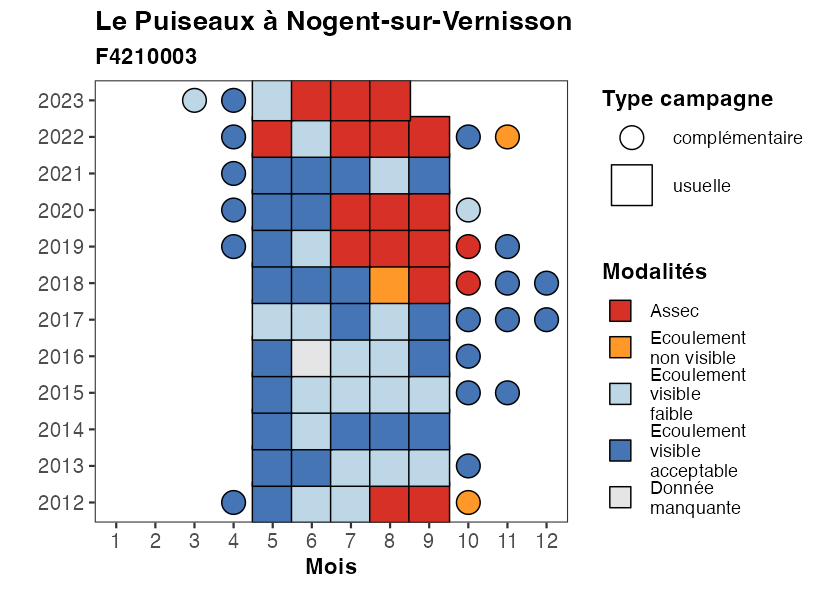 Le Puiseaux à Nogent-sur-Vernisson
F4210003
2023
2022
2021
2020
2019
2018
2017
2016
2015
2014
2013
2012
1 2 3 4 5 6 7 8 9 10 11 12
Mois
Type campagne
complémentaire
usuelle
Modalités
Assec
Ecoulement
non visible
Ecoulement
visible
faible
Ecoulement
visible
acceptable
Donnée
manquante